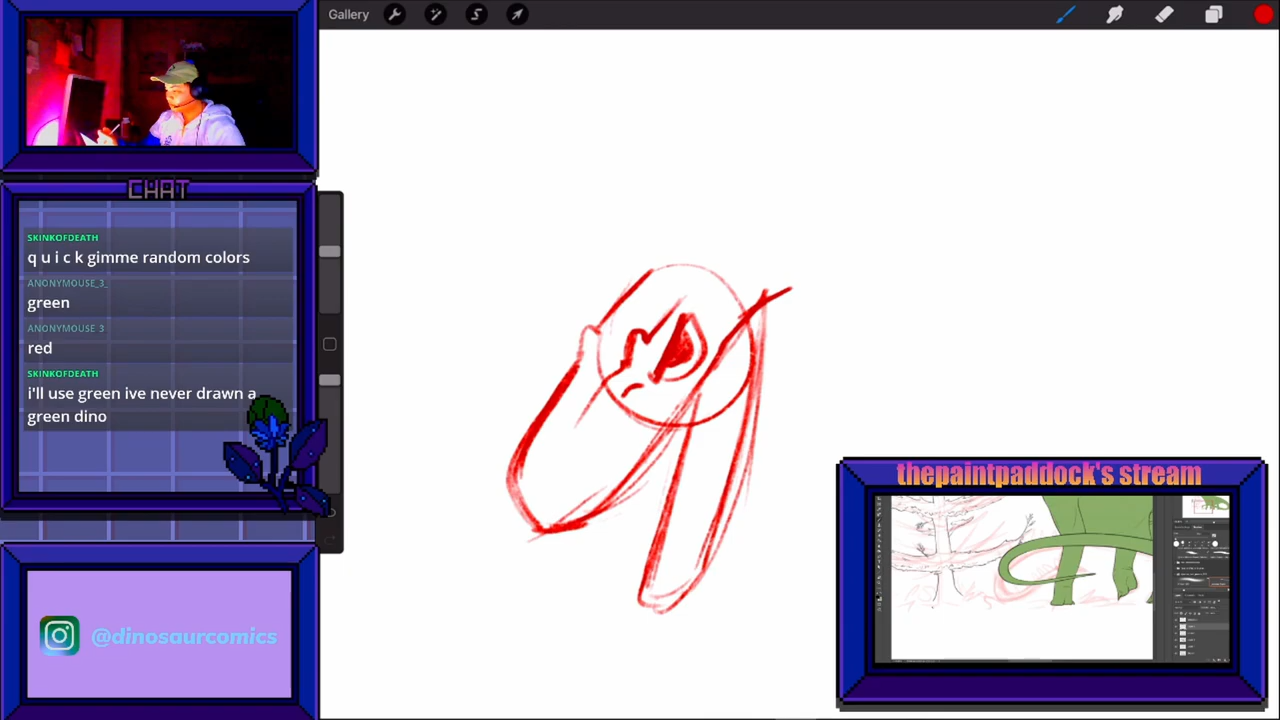 Gallery
CHAT
SKINKOFDEATH
q u i c k gimme random colors
ANONYMOUSE_3_
green
ANONYMOUSE 3
red
SKINKOFDEATH
i'll use green ive never drawn a
green dino
thepaintpaddock's stream
@dinosaurcomics